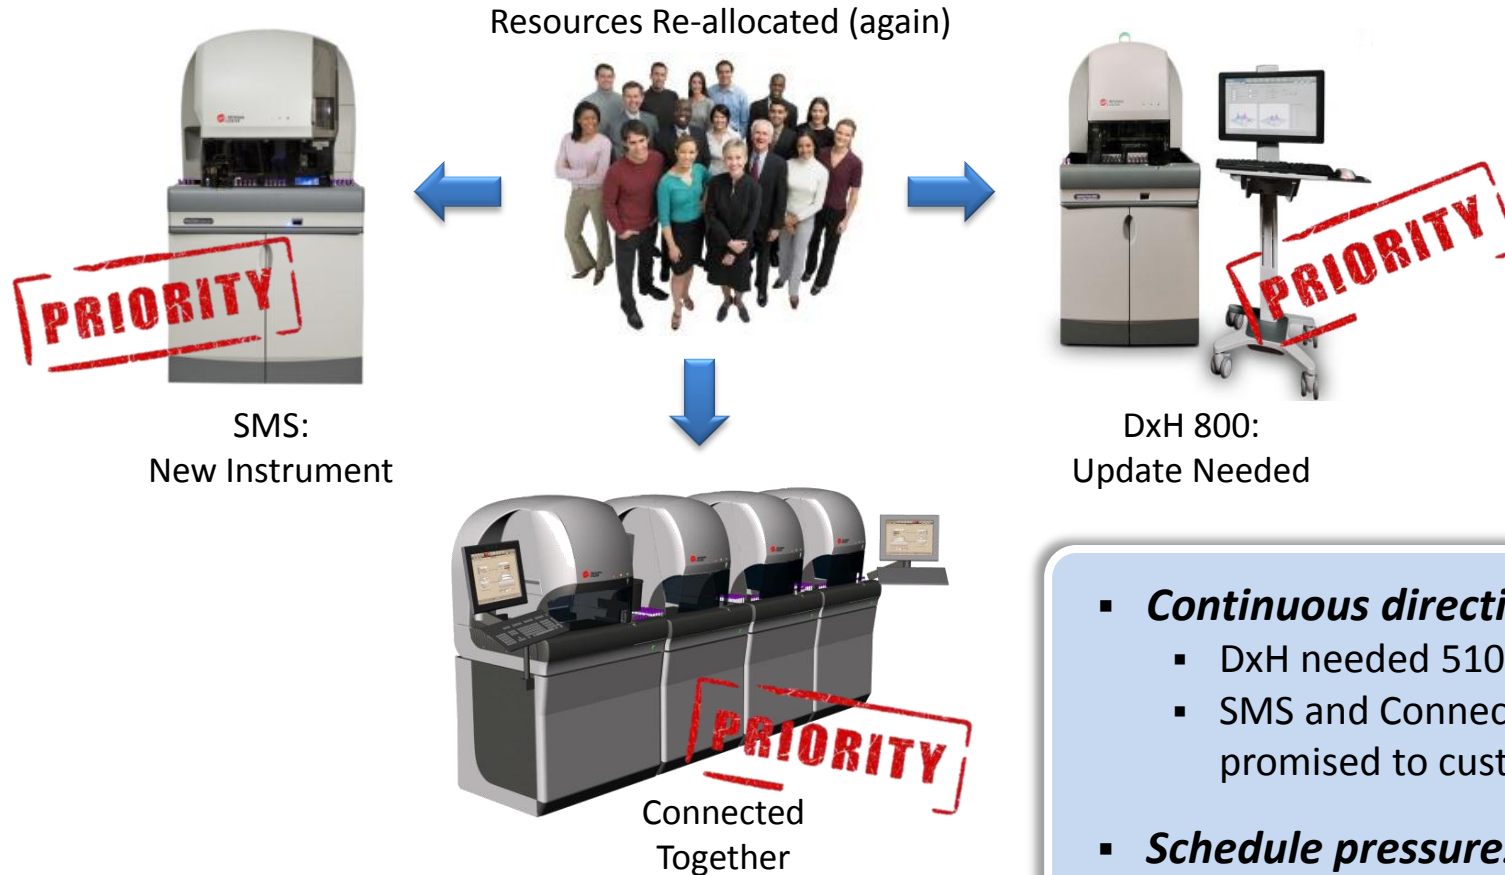 Resources Re-allocated (again)
PRIORITY
PRIORITY
SMS:
New Instrument
DxH 800:
Update Needed
PRIORITY
Connected
Together
▪ Continuous directi
▪ DxH needed 510
▪ SMS and Connec
promised to cust
▪ Schedule pressures